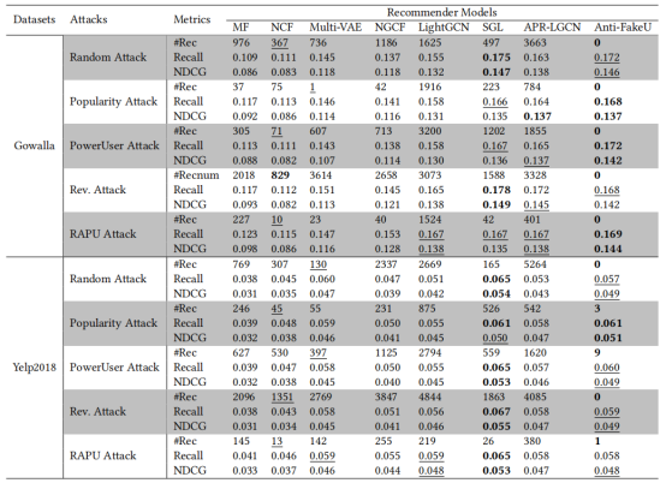 Datasets Attacks Metrics Recommender Models
MF NCF Multi-VAE NGCF LightGCN SGL APR-LGCN Anti-FakeU
Gowalla
Random Attack
#Rec 976 367 736 1186 1625 497 3663 0
Recall 0.109 0.111 0.145 0.137 0.155 0.175 0.163 0.172
NDCG 0.086 0.083 0.118 0.118 0.132 0.147 0.138 0.146
Popularity Attack
#Rec 37 75 1 42 1916 223 784 0
Recall 0.117 0.113 0.146 0.141 0.158 0.166 0.164 0.168
NDCG 0.092 0.086 0.114 0.116 0.131 0.135 0.137 0.137
PowerUser Attack
#Rec 305 71 607 713 3200 1202 1855 0
Recall 0.113 0.111 0.143 0.138 0.158 0.167 0.165 0.172
NDCG 0.088 0.082 0.107 0.114 0.130 0.136 0.137 0.142
Rev. Attack
#Recnum 2018 829 3614 2658 3073 1588 3328 0
Recall 0.117 0.112 0.151 0.145 0.165 0.178 0.172 0.168
NDCG 0.093 0.082 0.113 0.121 0.138 0.149 0.145 0.142
RAPU Attack
#Rec 227 10 23 40 1524 42 401 0
Recall 0.123 0.115 0.147 0.153 0.167 0.167 0.167 0.169
NDCG 0.098 0.086 0.116 0.128 0.138 0.135 0.138 0.144
Yelp2018
Random Attack
#Rec 769 307 130 2337 2669 165 5264 0
Recall 0.038 0.045 0.060 0.047 0.051 0.065 0.053 0.057
NDCG 0.031 0.035 0.047 0.039 0.042 0.054 0.043 0.049
Popularity Attack
#Rec 246 45 55 231 875 526 542 3
Recall 0.039 0.048 0.059 0.050 0.055 0.061 0.058 0.061
NDCG 0.032 0.038 0.046 0.041 0.045 0.050 0.047 0.051
PowerUser Attack
#Rec 627 530 397 1125 2794 559 1620 9
Recall 0.039 0.047 0.058 0.050 0.055 0.065 0.057 0.060
NDCG 0.032 0.038 0.045 0.040 0.045 0.053 0.046 0.049
Rev. Attack
#Rec 2096 1351 2769 3847 4844 1863 4085 0
Recall 0.038 0.043 0.058 0.051 0.056 0.067 0.058 0.059
NDCG 0.031 0.034 0.045 0.041 0.046 0.055 0.047 0.049
RAPU Attack
#Rec 145 13 142 255 219 26 380 1
Recall 0.041 0.046 0.059 0.055 0.059 0.065 0.058 0.058
NDCG 0.033 0.037 0.046 0.044 0.048 0.053 0.047 0.048